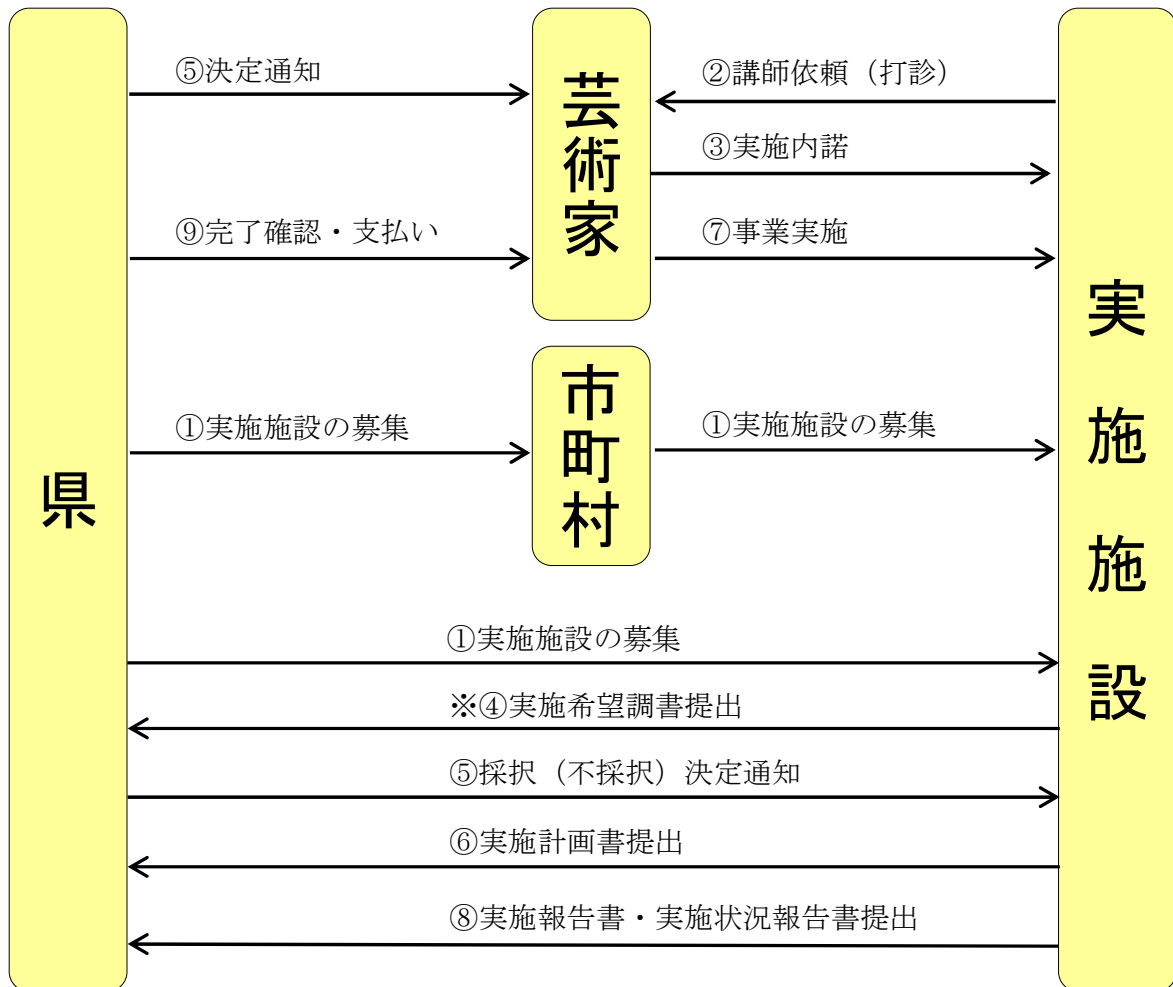 ⑤決定通知
芸術家
②講師依頼（打診）
③実施内諾
⑨完了確認・支払い
⑦事業実施
実施施設
県
市町村
①実施施設の募集
①実施施設の募集
①実施施設の募集
※④実施希望調書提出
⑤採択（不採択）決定通知
⑥実施計画書提出
⑧実施報告書・実施状況報告書提出